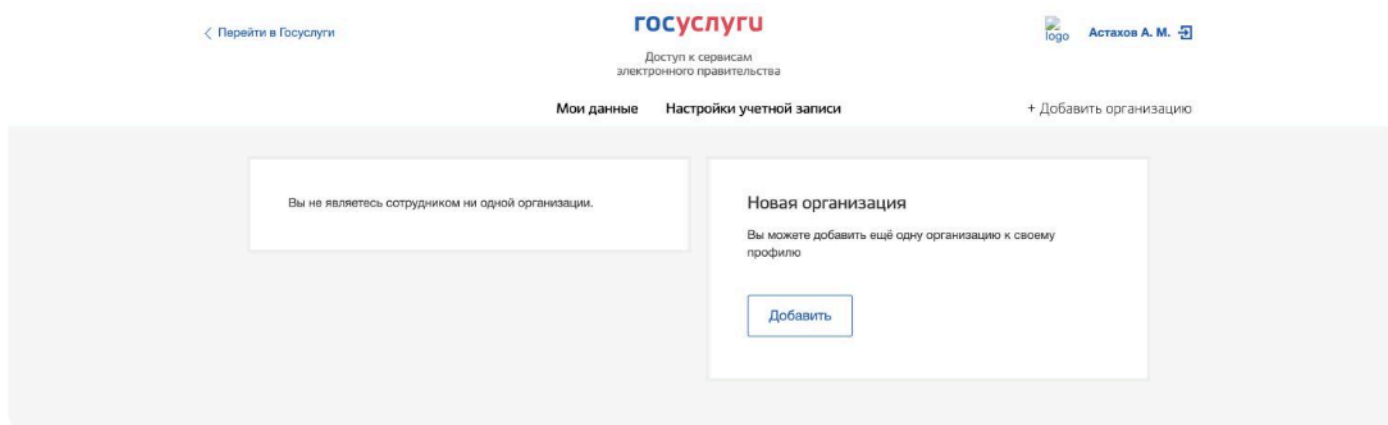 Перейти в Госуслуги
госуслуги
logo
Астахов А. М.
Доступ к сервисам
электронного правительства
Мои данные
Настройки учетной записи
+ Добавить организацию
Вы не являетесь сотрудником ни одной организации.
Новая организация
Вы можете добавить ещё одну организацию к своему
профилю
Добавить